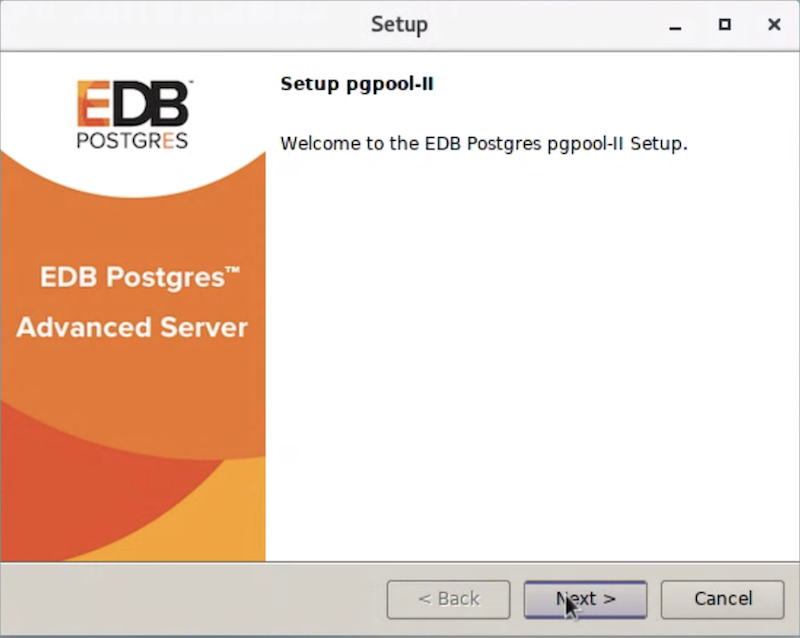 Setup
EDB™
POSTGRES
EDB Postgres™
Advanced Server
Setup pgpool-II
Welcome to the EDB Postgres pgpool-II Setup.
< Back
Next >
Cancel